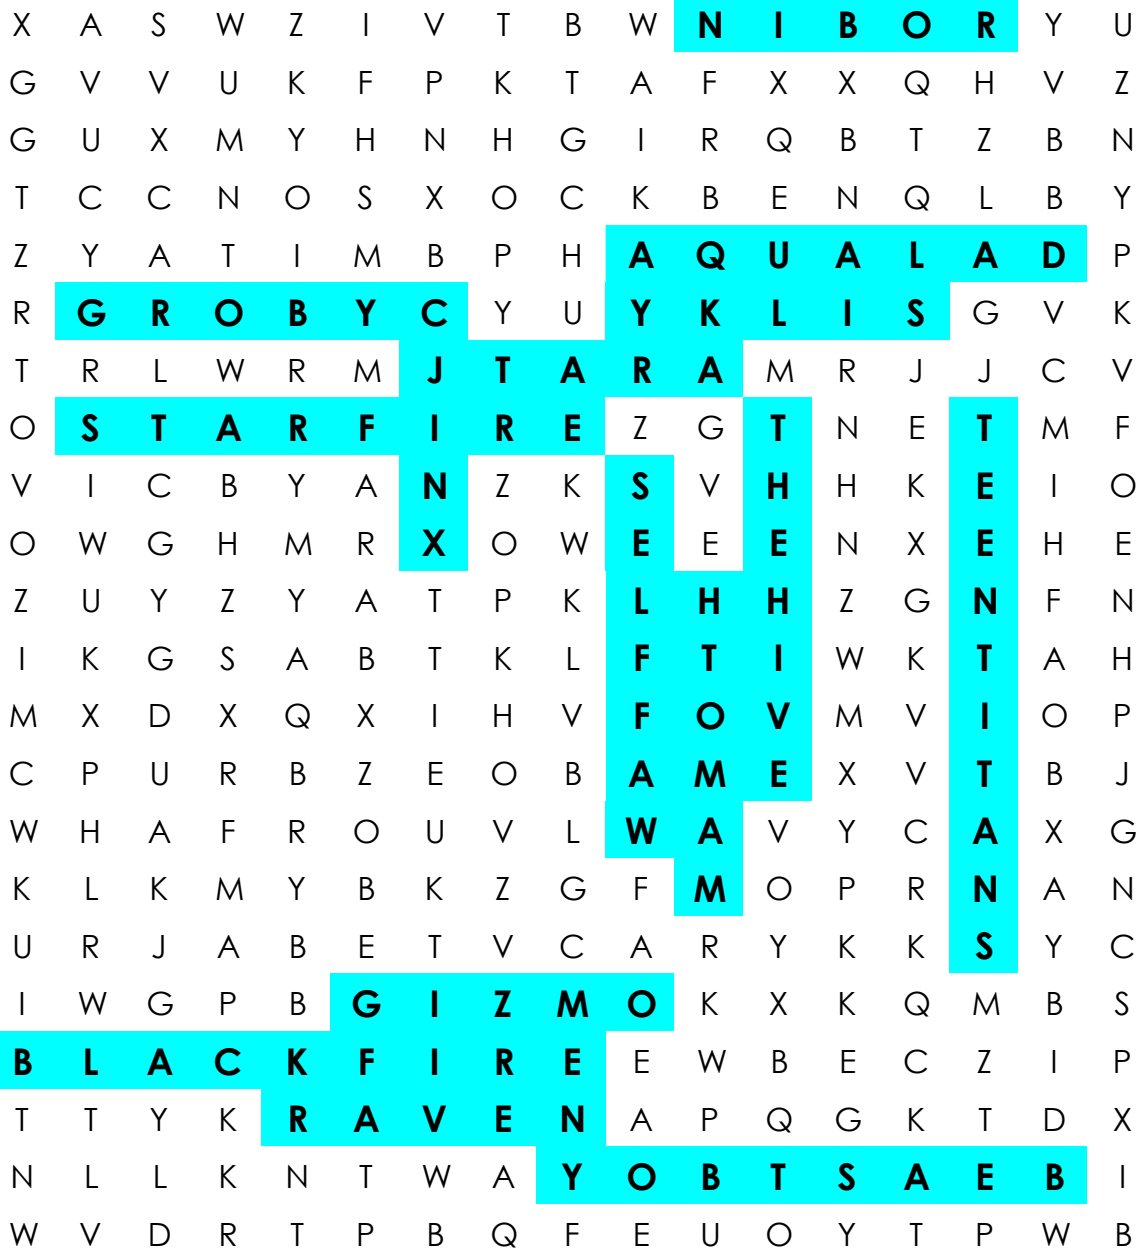 X A S W Z I V T B W N I B O R Y U
G V V U K F P K T A F X X Q H V Z
G U X M Y H N H G I R Q B T Z B N
T C C N O S X O C K B E N Q L B Y
Z Y A T I M B P H A Q U A L A D P
R G R O B Y C Y U Y K L I S G V K
T R L W R M J T A R A M R J J C V
O S T A R F I R E Z G T N E T M F
V I C B Y A N Z K S V H H K E I O
O W G H M R X O W E E E N X E H E
Z U Y Z Y A T P K L H H Z G N F N
I K G S A B T K L F T I W K T A H
M X D X Q X I H V F O V M V I O P
C P U R B Z E O B A M E X V T B J
W H A F R O U V L W A V Y C A X G
K L K M Y B K Z G F M O P R N A N
U R J A B E T V C A R Y K K S Y C
I W G P B G I Z M O K X K Q M B S
B L A C K F I R E E W B E C Z I P
T T Y K R A V E N A P Q G K T D X
N L L K N T W A Y O B T S A E B I
W V D R T P B Q F E U O Y T P W B